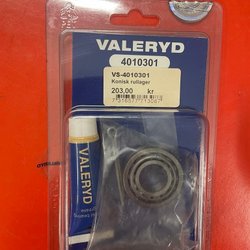 VALERYD
4010301
VS-4010301
Konisk rullager
203,00 kr
VALERYD